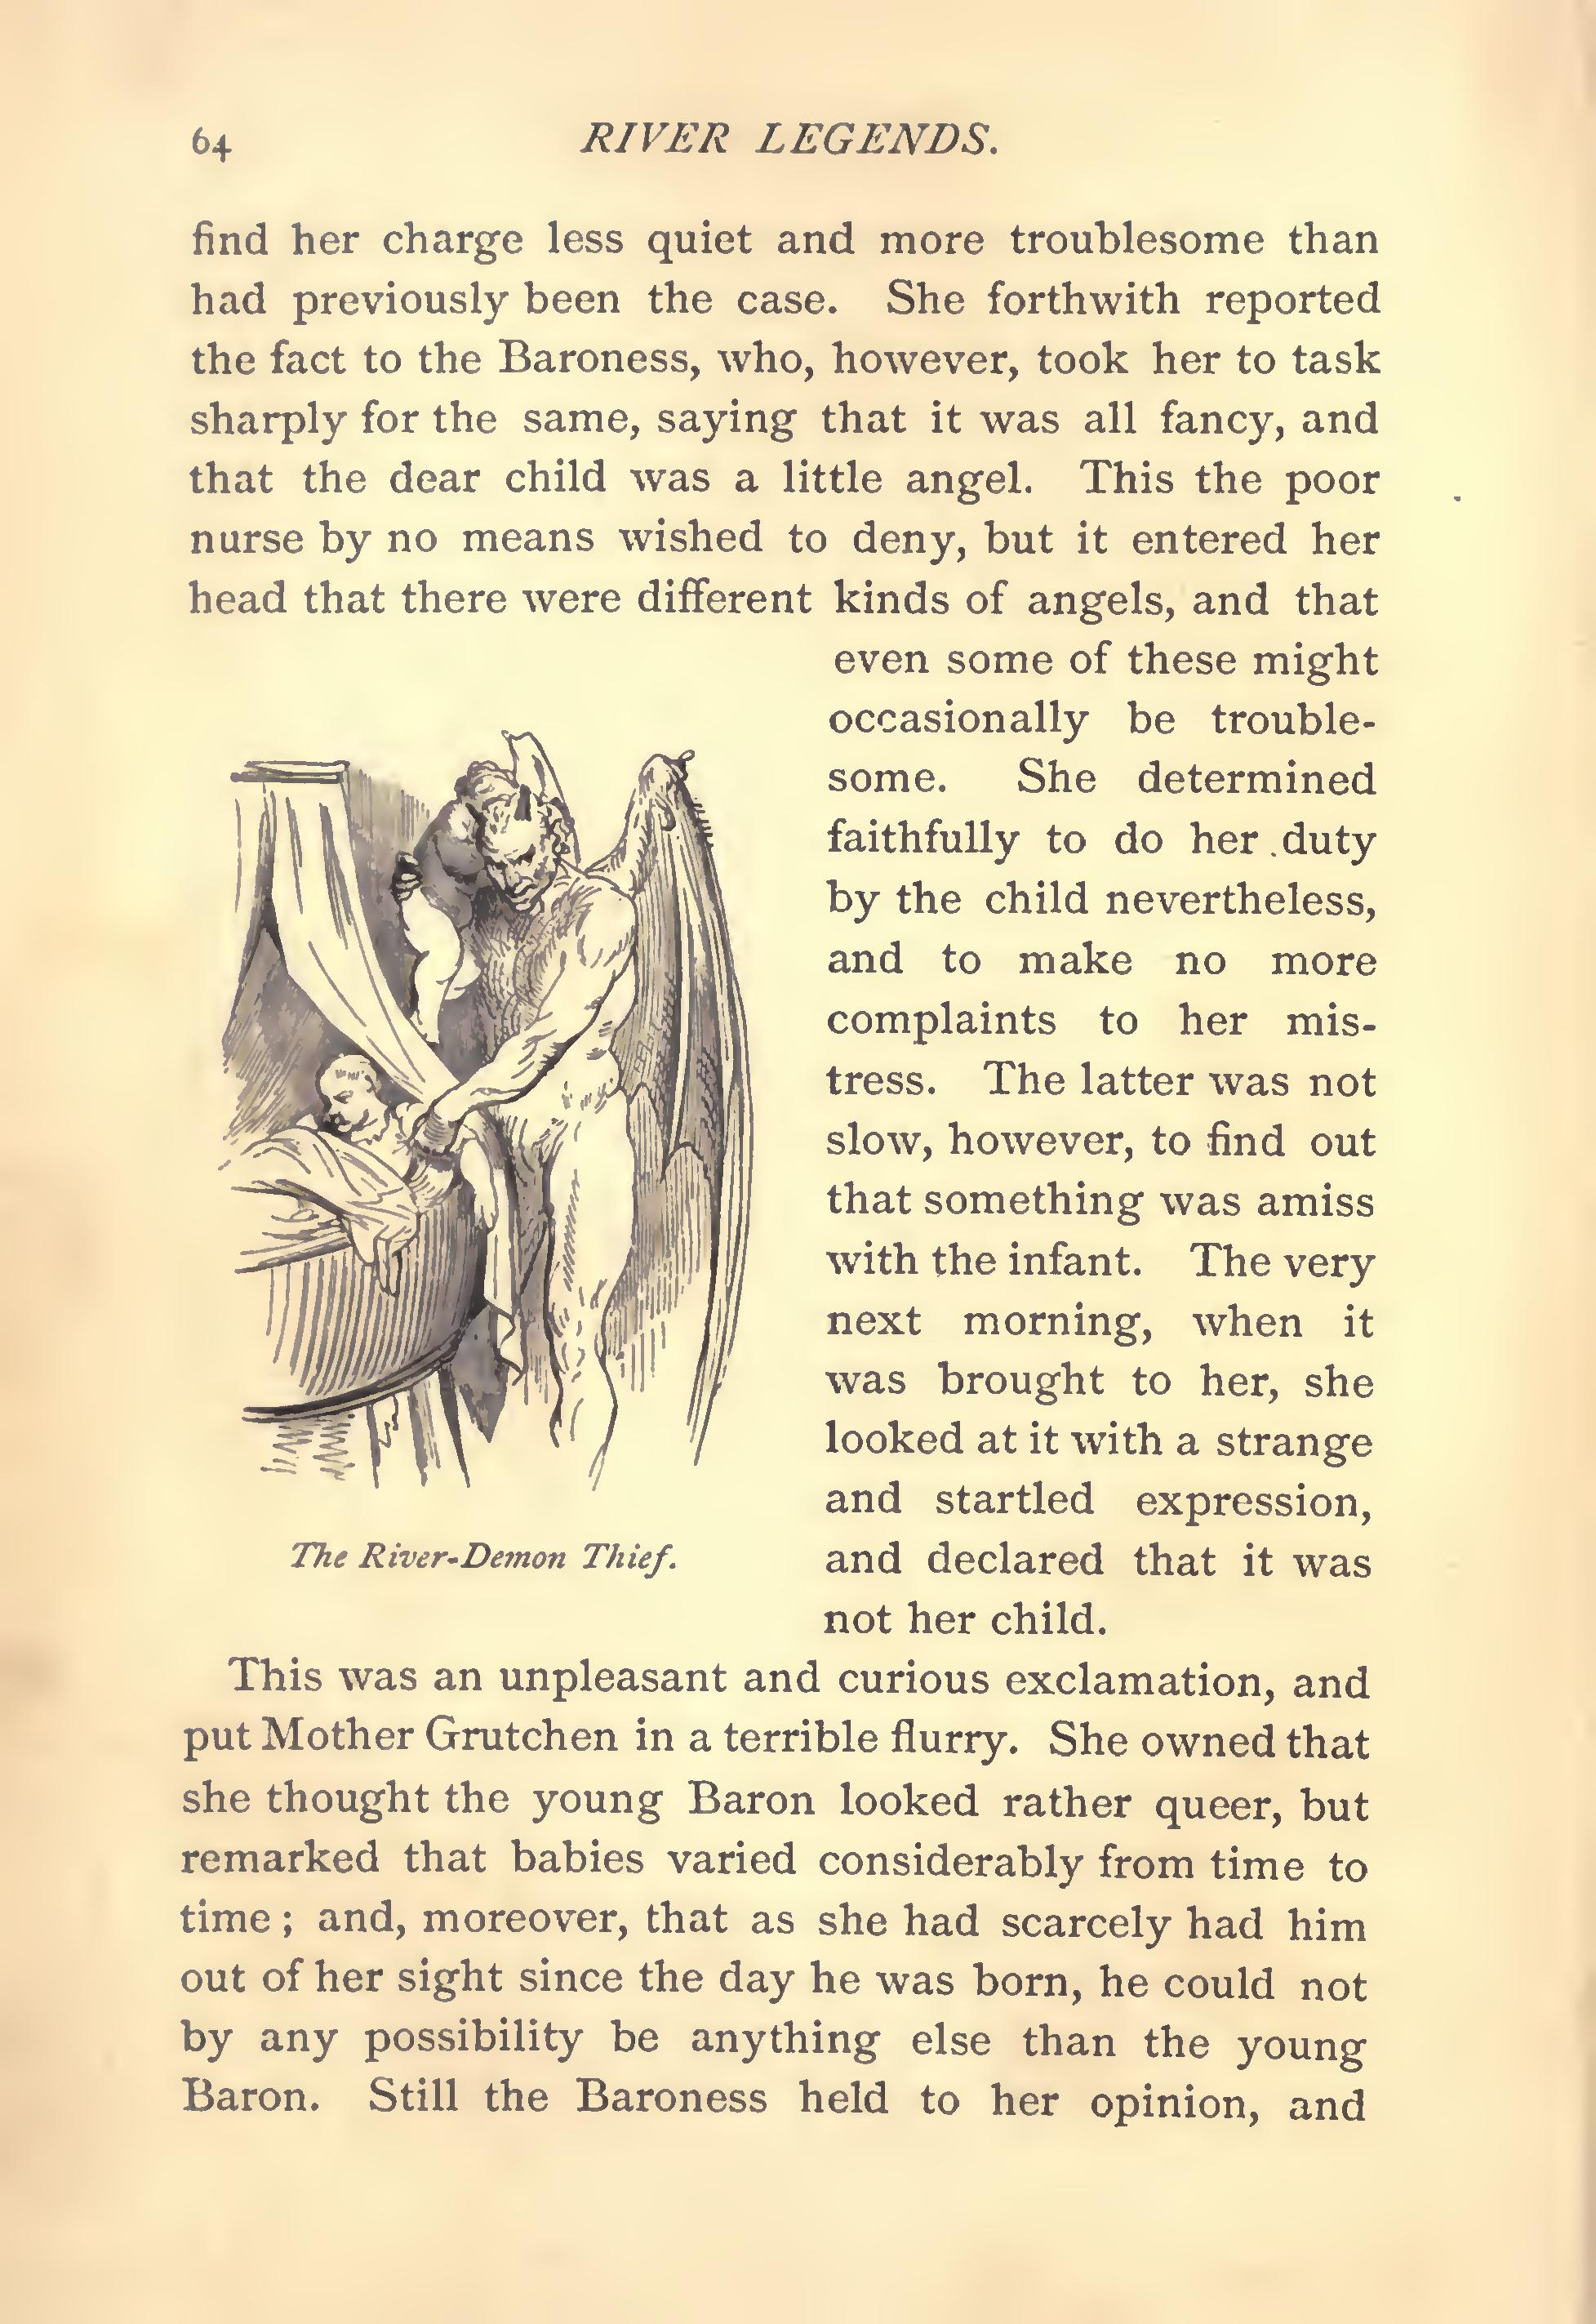 64
RIVER LEGENDS.
find her charge less quiet and more troublesome than
had previously been the case. She forthwith reported
the fact to the Baroness, who, however, took her to task
sharply for the same, saying that it was all fancy, and
that the dear child was a little angel. This the poor
nurse by no means wished to deny, but it entered her
head that there were different kinds of angels, and that
even some of these might
occasionally be trouble-
some. She determined
faithfully to do her duty
by the child nevertheless,
and to make no more
complaints to her mis-
tress. The latter was not
slow, however, to find out
that something was amiss
with the infant. The very
next morning, when it
was brought to her, she
looked at it with a strange
and startled expression,
and declared that it was
not her child.
The River-Demon Thief.
This was an unpleasant and curious exclamation, and
put Mother Grutchen in a terrible flurry. She owned that
she thought the young Baron looked rather queer, but
remarked that babies varied considerably from time to
time; and, moreover, that as she had scarcely had him
out of her sight since the day he was born, he could not
by any possibility be anything else than the young
Baron. Still the Baroness held to her opinion, and